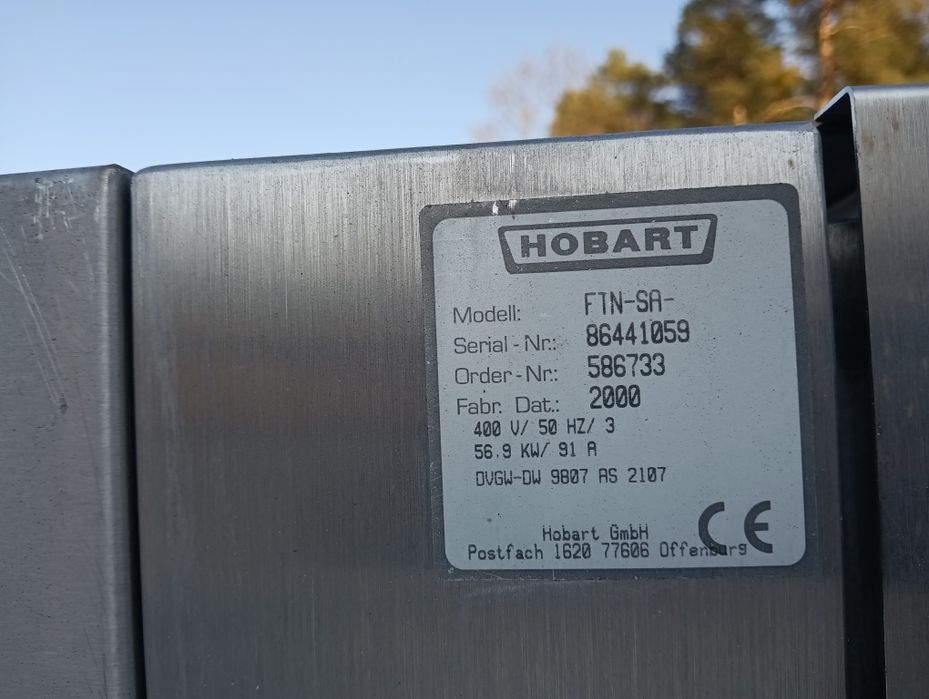 HOBART
Modell: FTN-SA-
Serial-Nr.: 86441059
Order-Nr.: 586733
Fabr. Dat.: 2000
400 V/ 50 HZ/ 3
56.9 KW/ 91 A
DVGW-DW 9807 AS 2107
CE
Hobart GmbH
Postfach 1620 77606 Offenburg